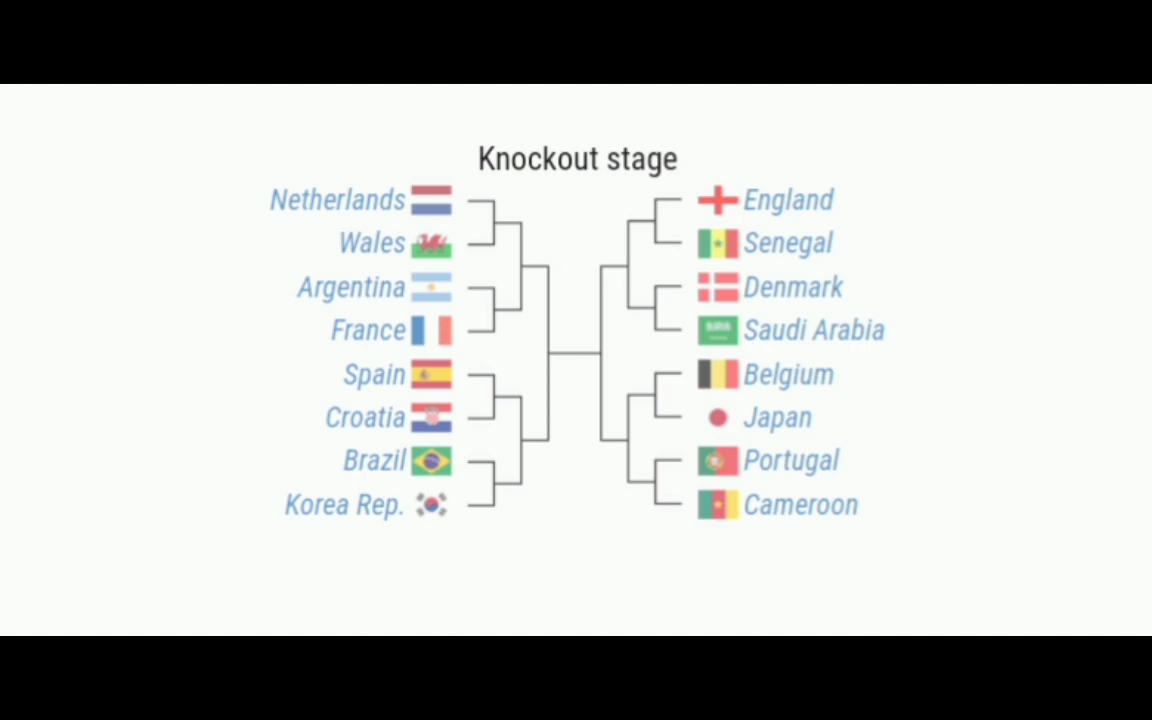 Knockout stage
Netherlands
Wales
Argentina
France
Spain
Croatia
Brazil
Korea Rep.
England
Senegal
Denmark
Saudi Arabia
Belgium
Japan
Portugal
Cameroon